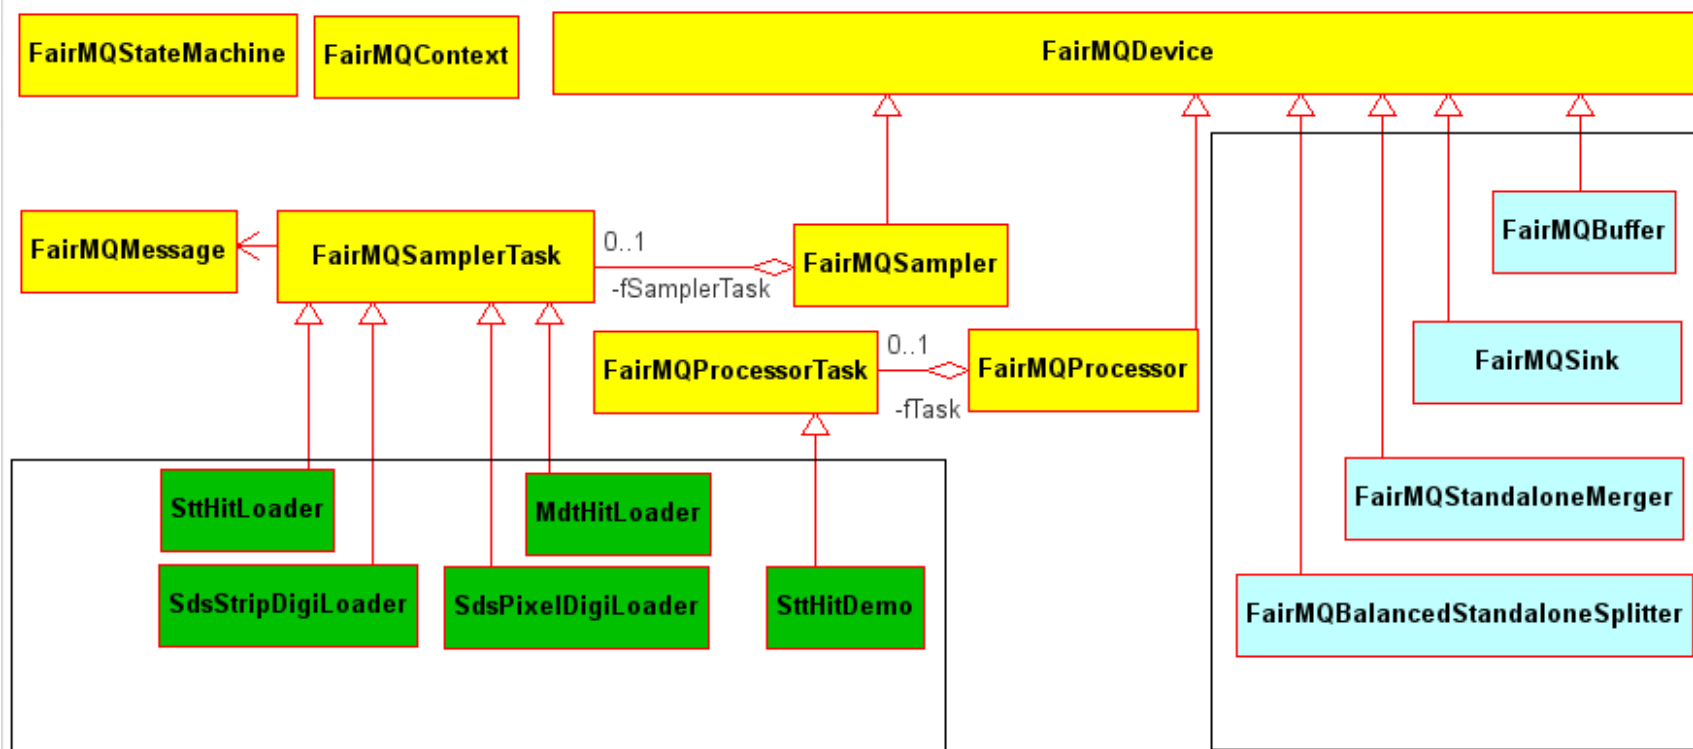 FairMQStateMachine
FairMQContext
FairMQDevice
FairMQMessage
FairMQSamplerTask
0..1
-fSamplerTask
FairMQSampler
FairMQBuffer
FairMQProcessorTask
0..1
-fTask
FairMQProcessor
FairMQSink
SttHitLoader
MdtHitLoader
FairMQStandaloneMerger
SdsStripDigiLoader
SdsPixelDigiLoader
SttHitDemo
FairMQBalancedStandaloneSplitter